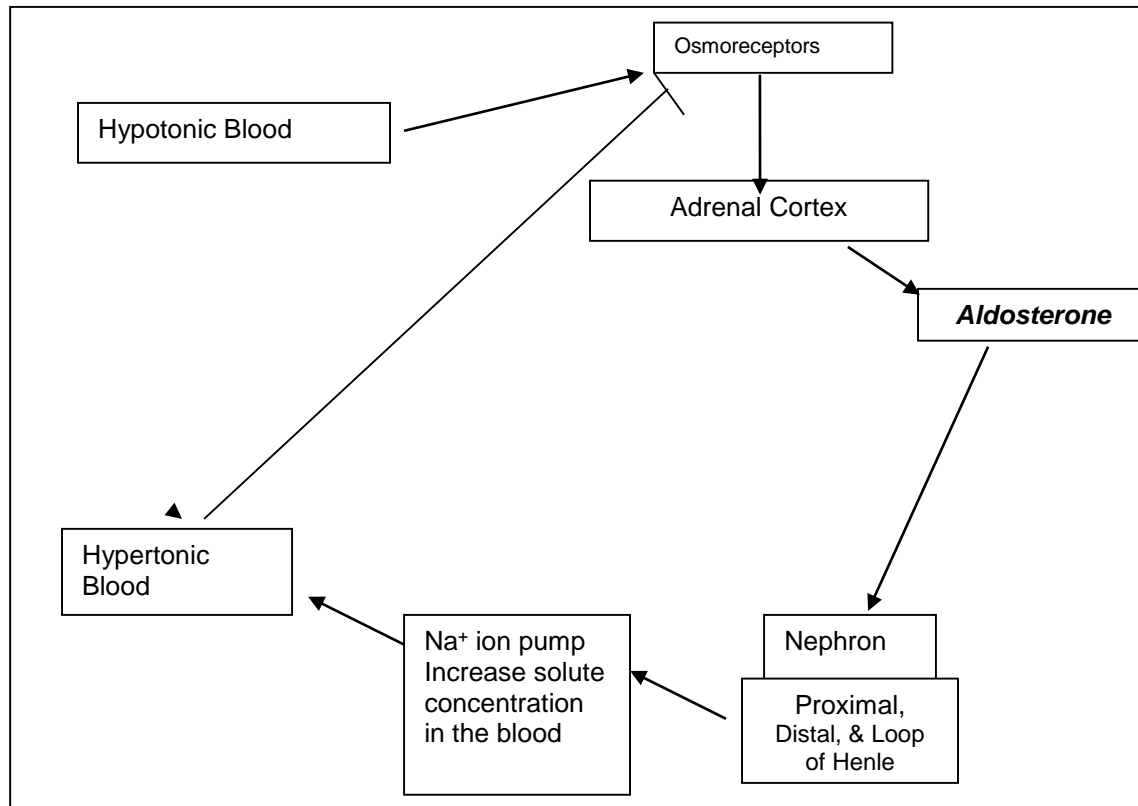 Osmoreceptors
Hypotonic Blood
Adrenal Cortex
Aldosterone
Hypertonic
Blood
Na⁺ ion pump
Increase solute
concentration
in the blood
Nephron
Proximal,
Distal, & Loop
of Henle